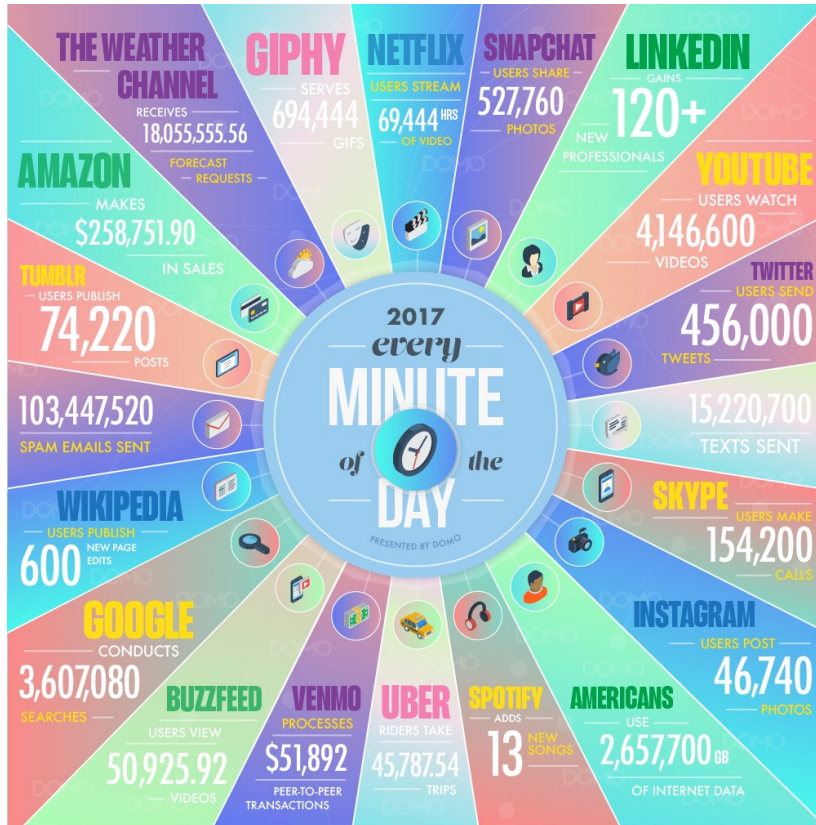 THE WEATHER
CHANNEL
RECEIVES
18,055,555.56
FORECAST
REQUESTS
GIPHY
SERVES
694,444
GIFS
NETFLIX
USERS STREAM
69,444 HRS
OF VIDEO
SNAPCHAT
USERS SHARE
527,760
PHOTOS
LINKEDIN
GAINS
120+
NEW
PROFESSIONALS
YOUTUBE
USERS WATCH
4,146,600
VIDEOS
TWITTER
USERS SEND
456,000
TWEETS
15,220,700
TEXTS SENT
SKYPE
USERS MAKE
154,200
CALLS
INSTAGRAM
USERS POST
46,740
PHOTOS
AMERICANS
USE
2,657,700 GB
OF INTERNET DATA
SPOTIFY
ADDS
13 NEW
SONGS
UBER
RIDERS TAKE
45,787.54
TRIPS
VENMO
PROCESSES
$51,892
PEER-TO-PEER
TRANSACTIONS
BUZZFEED
USERS VIEW
50,925.92
VIDEOS
GOOGLE
CONDUCTS
3,607,080
SEARCHES
WIKIPEDIA
USERS PUBLISH
600 NEW PAGE
EDITS
103,447,520
SPAM EMAILS SENT
TUMBLR
USERS PUBLISH
74,220
POSTS
AMAZON
MAKES
$258,751.90
IN SALES
2017
every
MINUTE
of the
DAY
PRESENTED BY DOMO
DOMO